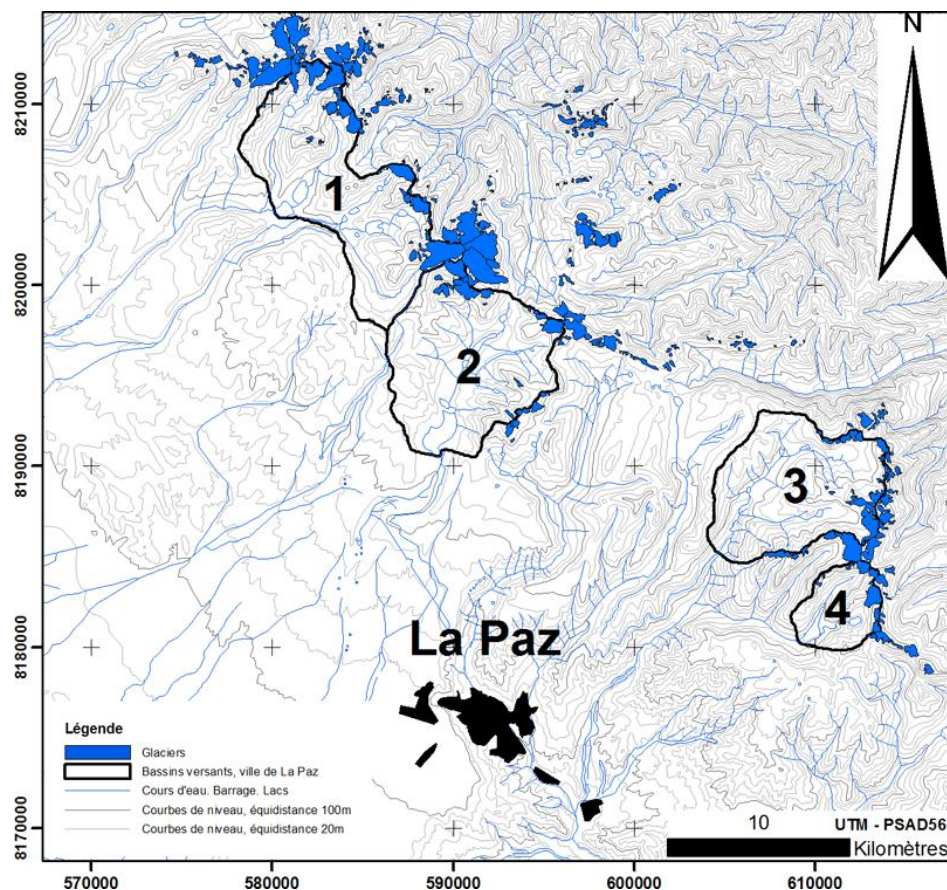 N
8210000
1
8200000
2
8190000
3
4
La Paz
8180000
Légende
Glaciers
Bassins versants, ville de La Paz
Cours d'eau. Barrage. Lacs
Courbes de niveau, équidistance 100m
Courbes de niveau, équidistance 20m
8170000
10
UTM - PSAD56
Kilomètres
570000 580000 590000 600000 610000